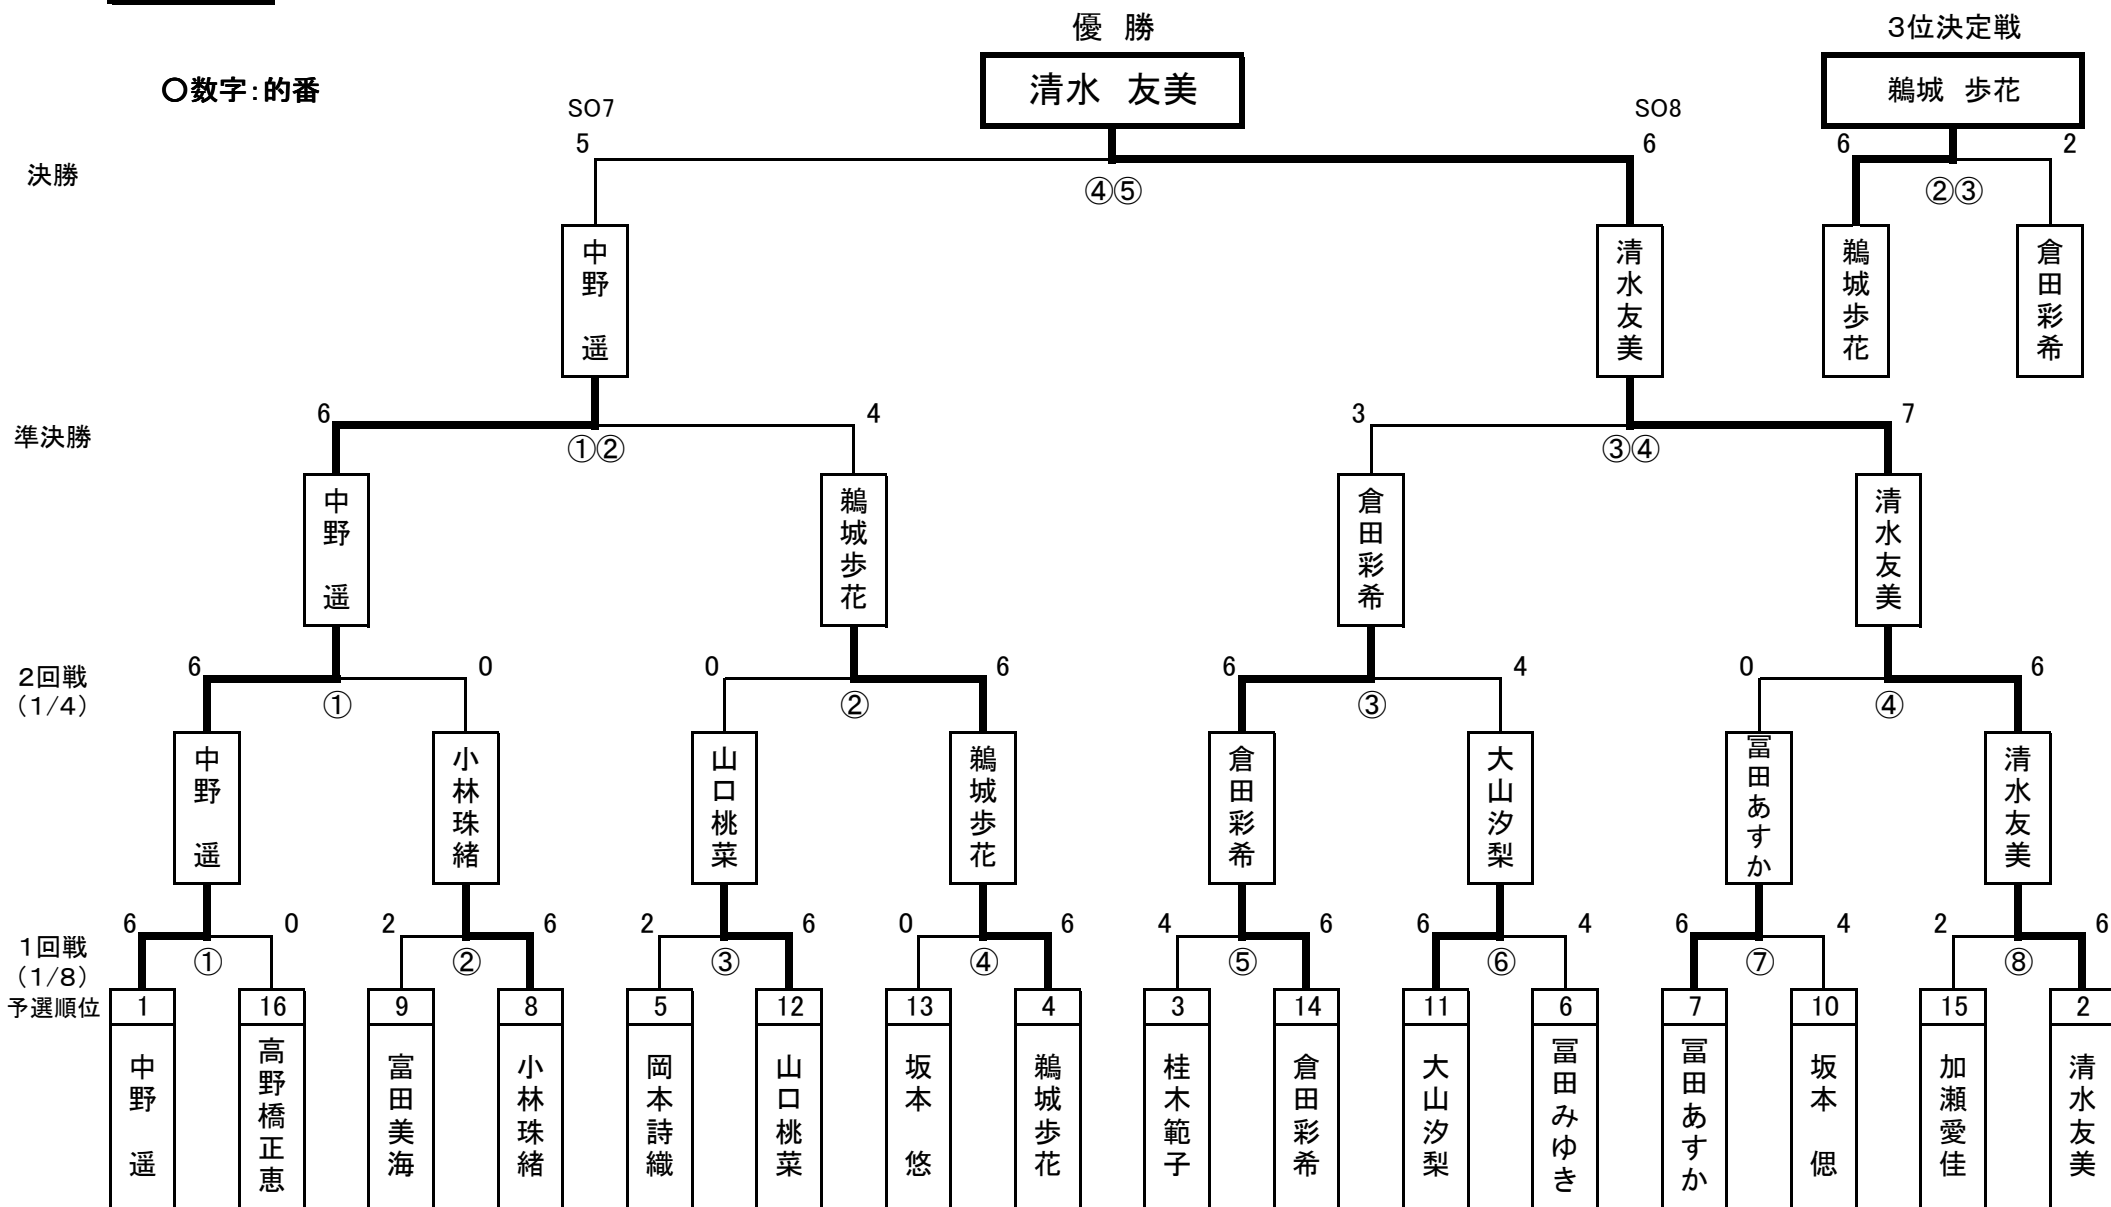 優　勝
3位決定戦
清水　友美
鵜城　歩花
○数字：的番
SO7
SO8
5
6
6
2
決勝
④⑤
②③
中野　遥
清水友美
鵜城歩花
倉田彩希
6
4
3
7
準決勝
①②
③④
中野　遥
鵜城歩花
倉田彩希
清水友美
6
0
0
6
6
4
0
6
2回戦
(1/4)
①
②
③
④
中野　遥
小林珠緒
山口桃菜
鵜城歩花
倉田彩希
大山汐梨
冨田あすか
清水友美
6
0
2
6
2
6
0
6
4
6
6
4
6
4
2
6
1回戦
(1/8)
①
②
③
④
⑤
⑥
⑦
⑧
予選順位
1
16
9
8
5
12
13
4
3
14
11
6
7
10
15
2
中野　遥
高野橋正恵
富田美海
小林珠緒
岡本詩織
山口桃菜
坂本　悠
鵜城歩花
桂木範子
倉田彩希
大山汐梨
冨田みゆき
冨田あすか
坂本　偲
加瀬愛佳
清水友美